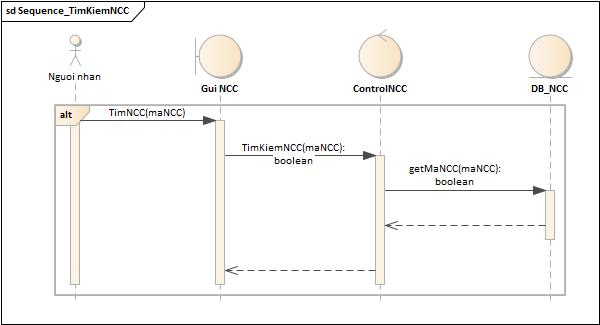 sd Sequence_TimKiemNCC
Nguoi nhan
Gui NCC
ControlNCC
DB_NCC
alt
TimNCC(maNCC)
TimKiemNCC(maNCC):
boolean
getMaNCC(maNCC):
boolean